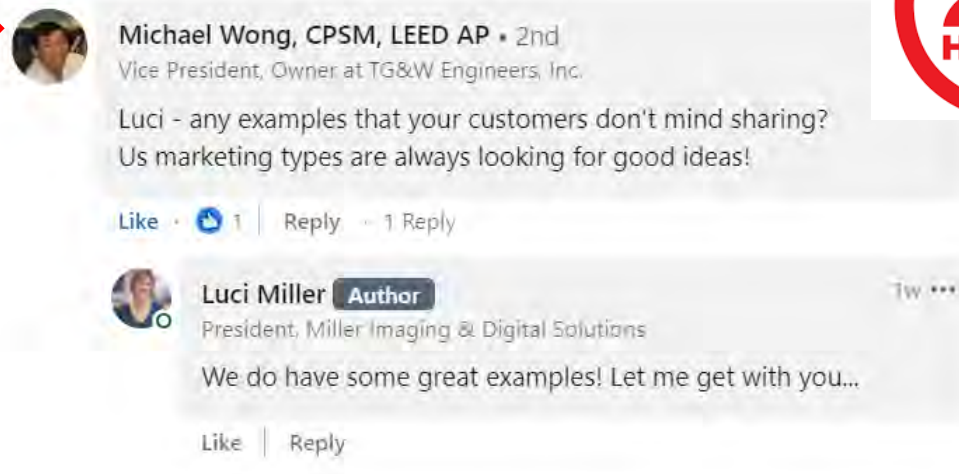 Michael Wong, CPSM, LEED AP • 2nd
Vice President, Owner at TG&W Engineers, Inc.
Luci - any examples that your customers don't mind sharing?
Us marketing types are always looking for good ideas!
Like · 1 | Reply · 1 Reply
Luci Miller Author
1w •••
President, Miller Imaging & Digital Solutions
We do have some great examples! Let me get with you...
Like | Reply